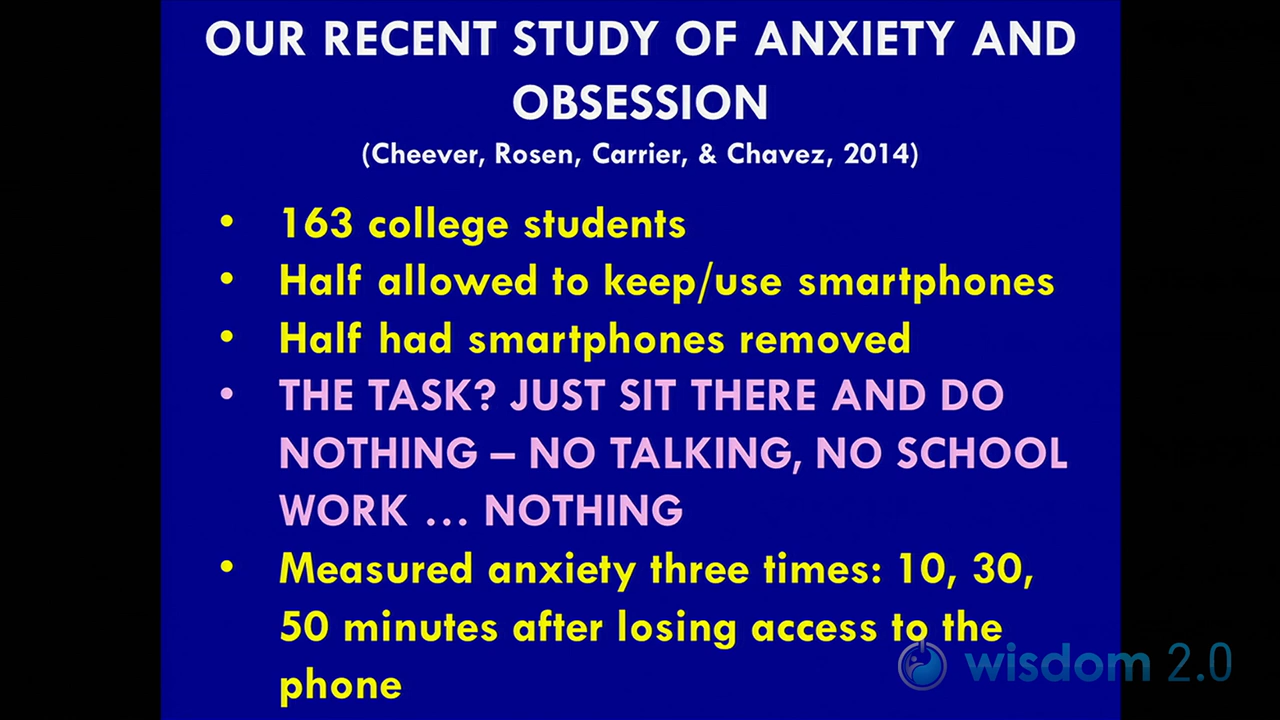 OUR RECENT STUDY OF ANXIETY AND
OBSESSION
(Cheever, Rosen, Carrier, & Chavez, 2014)
• 163 college students
• Half allowed to keep/use smartphones
• Half had smartphones removed
• THE TASK? JUST SIT THERE AND DO
NOTHING – NO TALKING, NO SCHOOL
WORK … NOTHING
• Measured anxiety three times: 10, 30,
50 minutes after losing access to the
phone
wisdom 2.0